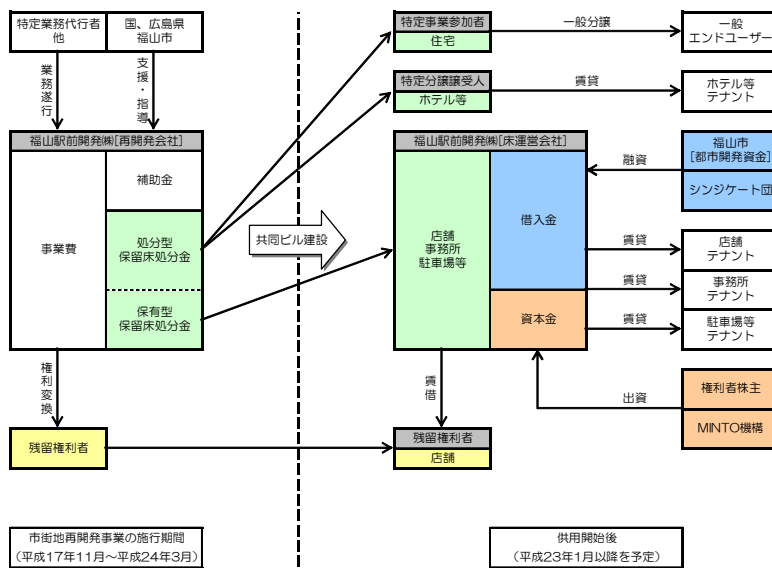 特定業務代行者
他
国、広島県
福山市
業務遂行
支援・指導
福山駅前開発㈱[再開発会社]
事業費
補助金
処分型
保留床処分金
保有型
保留床処分金
権利変換
残留権利者
共同ビル建設
特定事業参加者
住宅
一般分譲
一般
エンドユーザー
特定分譲譲受人
ホテル等
賃貸
ホテル等
テナント
福山駅前開発㈱[床運営会社]
店舗
事務所
駐車場等
借入金
資本金
融資
福山市
[都市開発資金]
シンジケート団
賃貸
店舗
テナント
賃貸
事務所
テナント
賃貸
駐車場等
テナント
賃借
出資
権利者株主
MINTO機構
残留権利者
店舗
市街地再開発事業の施行期間
(平成17年11月～平成24年3月)
供用開始後
(平成23年1月以降を予定)